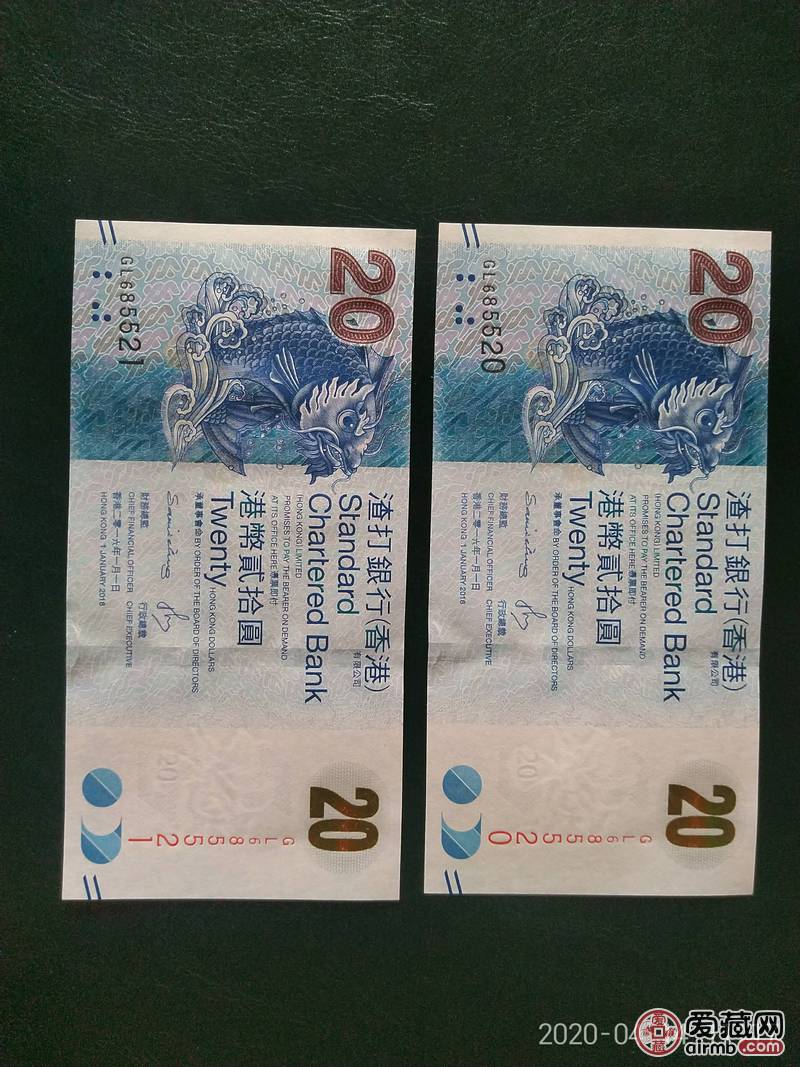 20
GL685521
渣打銀行(香港)
有限公司
Standard
Chartered Bank
(HONG KONG) LIMITED
PROMISES TO PAY THE BEARER ON DEMAND
AT ITS OFFICE HERE 憑票即付
港幣貳拾圓
Twenty HONG KONG DOLLARS
承董事會命 BY ORDER OF THE BOARD OF DIRECTORS
財務總監 行政總裁
CHIEF FINANCIAL OFFICER CHIEF EXECUTIVE
香港二零一六年一月一日
HONG KONG 1 JANUARY 2016
20
20
GL685521
20
GL685520
渣打銀行(香港)
有限公司
Standard
Chartered Bank
(HONG KONG) LIMITED
PROMISES TO PAY THE BEARER ON DEMAND
AT ITS OFFICE HERE 憑票即付
港幣貳拾圓
Twenty HONG KONG DOLLARS
承董事會命 BY ORDER OF THE BOARD OF DIRECTORS
財務總監 行政總裁
CHIEF FINANCIAL OFFICER CHIEF EXECUTIVE
香港二零一六年一月一日
HONG KONG 1 JANUARY 2016
20
20
GL685520
2020-04
爱藏网
airmb.com